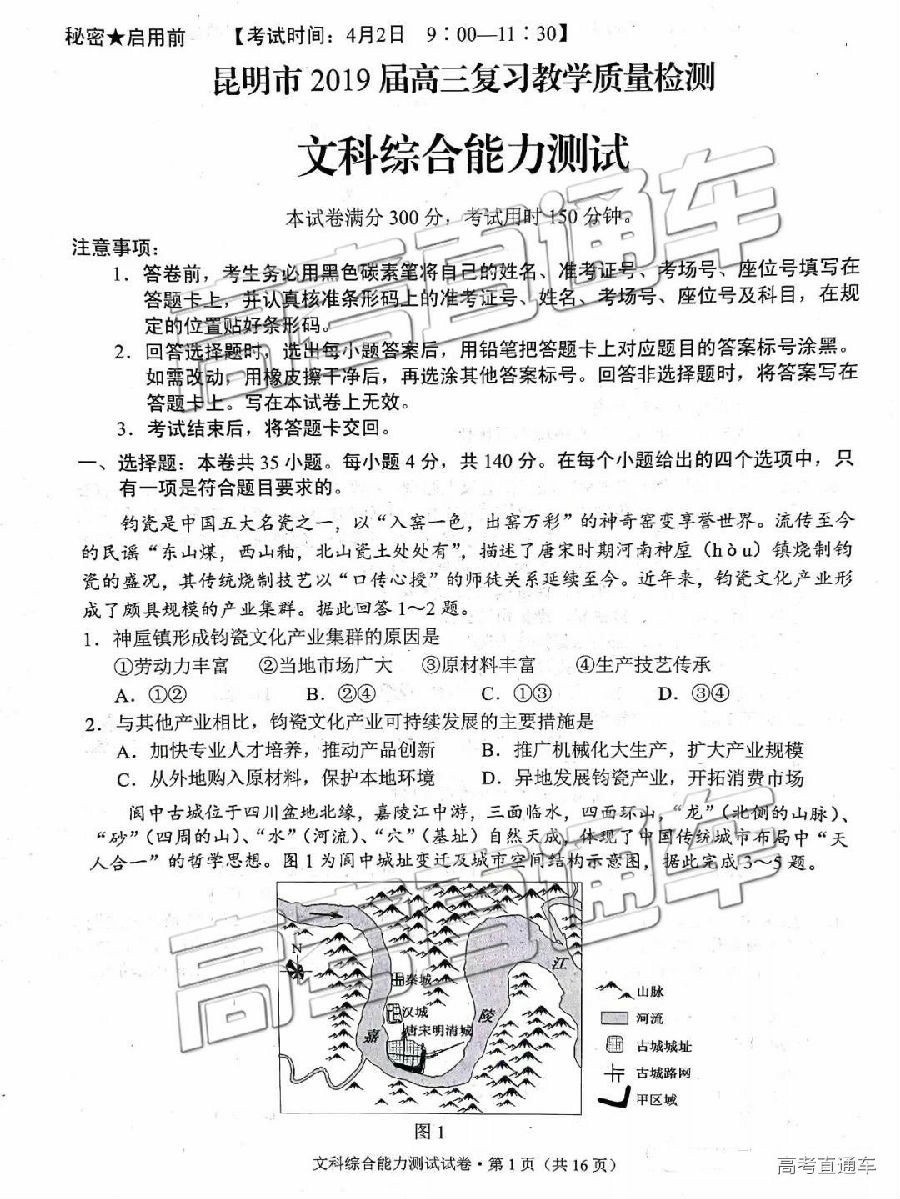 秘密★启用前 【考试时间：4月2日 9∶00—11∶30】
昆明市 2019 届高三复习教学质量检测
文科综合能力测试
本试卷满分 300 分，考试用时 150 分钟。
注意事项：
1．答卷前，考生务必用黑色碳素笔将自己的姓名、准考证号、考场号、座位号填写在
答题卡上，并认真核准条形码上的准考证号、姓名、考场号、座位号及科目，在规
定的位置贴好条形码。
2．回答选择题时，选出每小题答案后，用铅笔把答题卡上对应题目的答案标号涂黑。
如需改动，用橡皮擦干净后，再选涂其他答案标号。回答非选择题时，将答案写在
答题卡上。写在本试卷上无效。
3．考试结束后，将答题卡交回。
一、选择题：本卷共 35 小题。每小题 4 分，共 140 分。在每个小题给出的四个选项中，只
有一项是符合题目要求的。
钧瓷是中国五大名瓷之一，以“入窑一色，出窑万彩”的神奇窑变享誉世界。流传至今
的民谣“东山煤，西山釉，北山瓷土处处有”，描述了唐宋时期河南神垕（hòu）镇烧制钧
瓷的盛况，其传统烧制技艺以“口传心授”的师徒关系延续至今。近年来，钧瓷文化产业形
成了颇具规模的产业集群。据此回答 1～2 题。
1．神垕镇形成钧瓷文化产业集群的原因是
①劳动力丰富 ②当地市场广大 ③原材料丰富 ④生产技艺传承
A．①② B．②④ C．①③ D．③④
2．与其他产业相比，钧瓷文化产业可持续发展的主要措施是
A．加快专业人才培养，推动产品创新 B．推广机械化大生产，扩大产业规模
C．从外地购入原材料，保护本地环境 D．异地发展钧瓷产业，开拓消费市场
阆中古城位于四川盆地北缘，嘉陵江中游，三面临水，四面环山，“龙”（北侧的山脉）、
“砂”（四周的山）、“水”（河流）、“穴”（基址）自然天成，体现了中国传统城市布局中“天
人合一”的哲学思想。图 1 为阆中城址变迁及城市空间结构示意图，据此完成 3～5 题。
N
秦城
汉城
唐宋明清城
嘉
陵
江
山脉
河流
古城城址
古城路网
甲区域
图 1
文科综合能力测试试卷·第 1 页（共 16 页）
高考直通车
高考直通车
高考直通车